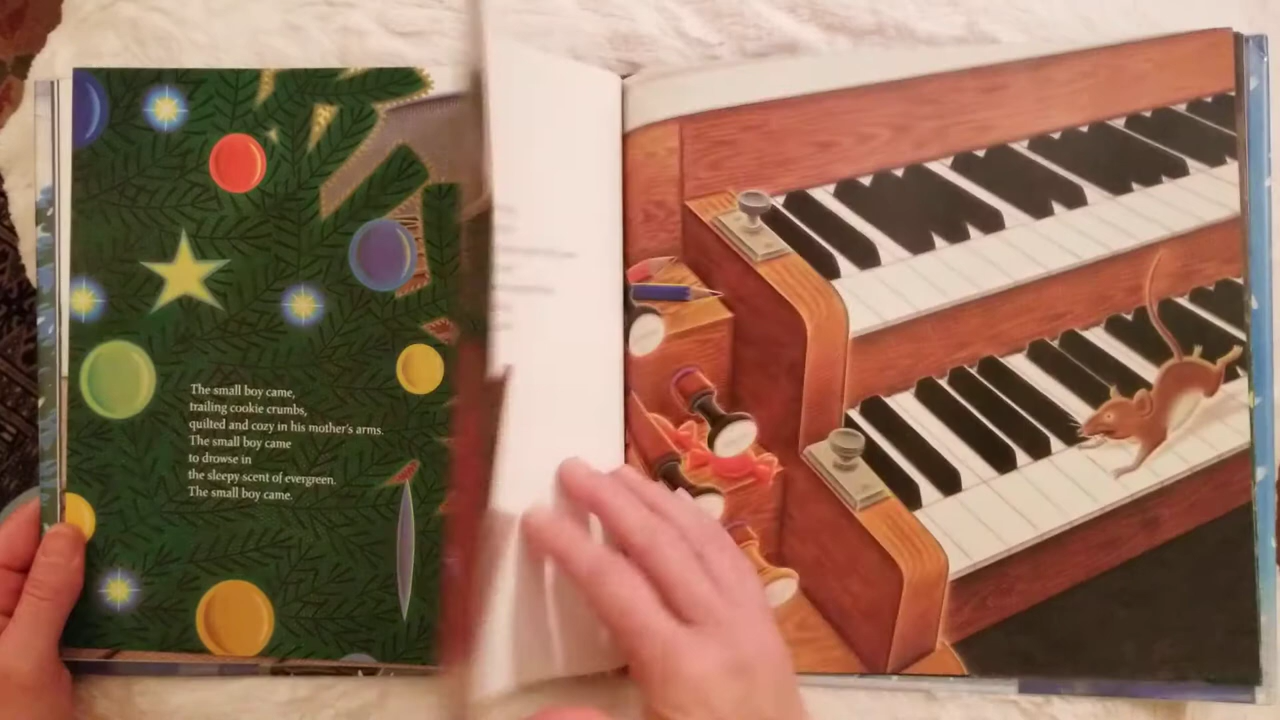 The small boy came,
trailing cookie crumbs,
quilted and cozy in his mother's arms.
The small boy came
to drowse in
the sleepy scent of evergreen.
The small boy came.